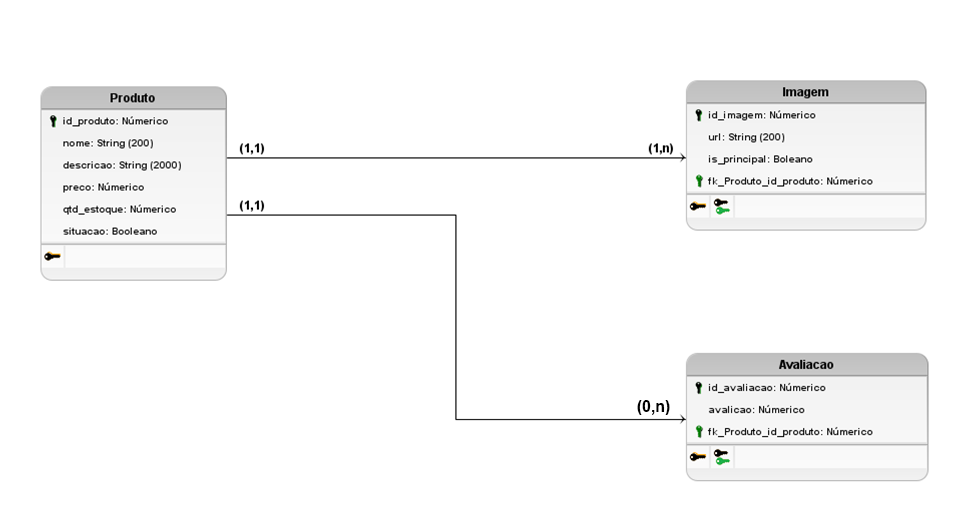 Produto
id_produto: Númerico
nome: String (200)
descricao: String (2000)
preco: Númerico
qtd_estoque: Númerico
situacao: Booleano
(1,1)
(1,n)
(1,1)
(0,n)
Imagem
id_imagem: Númerico
url: String (200)
is_principal: Boleano
fk_Produto_id_produto: Númerico
Avaliacao
id_avaliacao: Númerico
avalicao: Númerico
fk_Produto_id_produto: Númerico